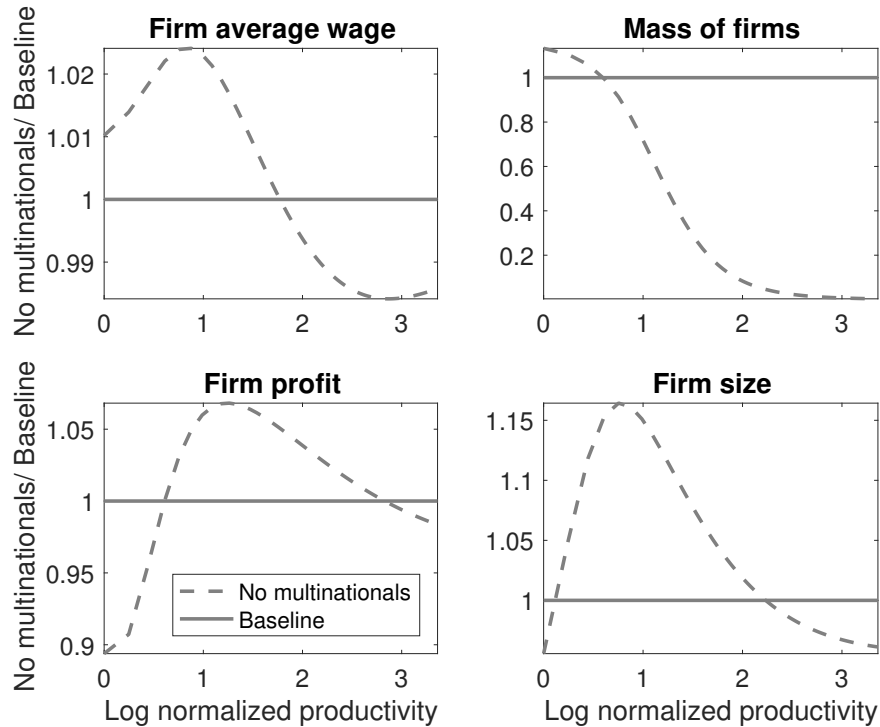 Firm average wage
No multinationals/ Baseline
1.02
1.01
1
0.99
0 1 2 3
Mass of firms
1
0.8
0.6
0.4
0.2
0 1 2 3
Firm profit
No multinationals/ Baseline
1.05
1
0.95
0.9
No multinationals
Baseline
0 1 2 3
Log normalized productivity
Firm size
1.15
1.1
1.05
1
0 1 2 3
Log normalized productivity